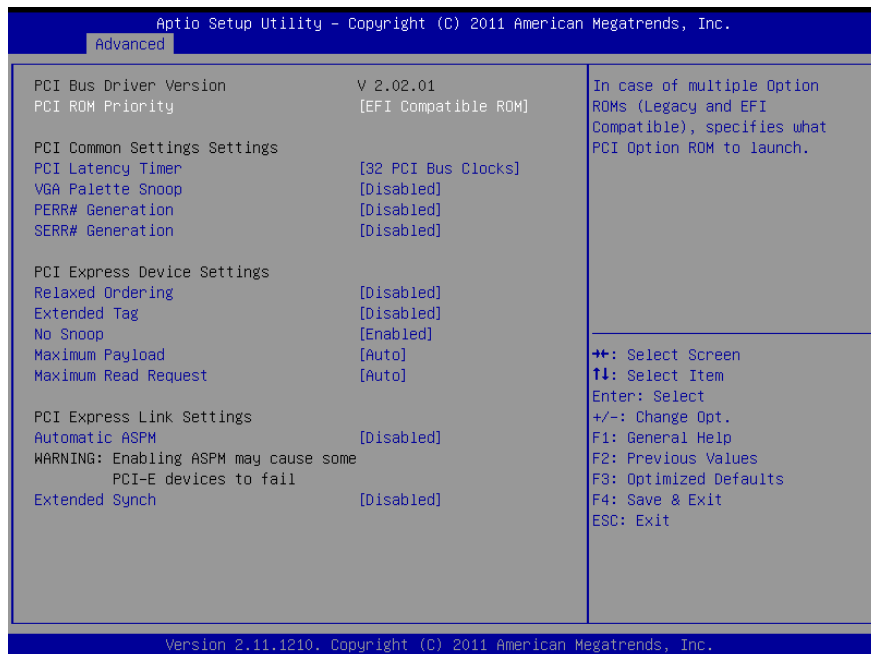 Aptio Setup Utility – Copyright (C) 2011 American Megatrends, Inc.
Advanced
PCI Bus Driver Version V 2.02.01
PCI ROM Priority [EFI Compatible ROM]
PCI Common Settings Settings
PCI Latency Timer [32 PCI Bus Clocks]
VGA Palette Snoop [Disabled]
PERR# Generation [Disabled]
SERR# Generation [Disabled]
PCI Express Device Settings
Relaxed Ordering [Disabled]
Extended Tag [Disabled]
No Snoop [Enabled]
Maximum Payload [Auto]
Maximum Read Request [Auto]
PCI Express Link Settings
Automatic ASPM [Disabled]
WARNING: Enabling ASPM may cause some
PCI-E devices to fail
Extended Synch [Disabled]
In case of multiple Option
ROMs (Legacy and EFI
Compatible), specifies what
PCI Option ROM to launch.
→←: Select Screen
↑↓: Select Item
Enter: Select
+/-: Change Opt.
F1: General Help
F2: Previous Values
F3: Optimized Defaults
F4: Save & Exit
ESC: Exit
Version 2.11.1210. Copyright (C) 2011 American Megatrends, Inc.